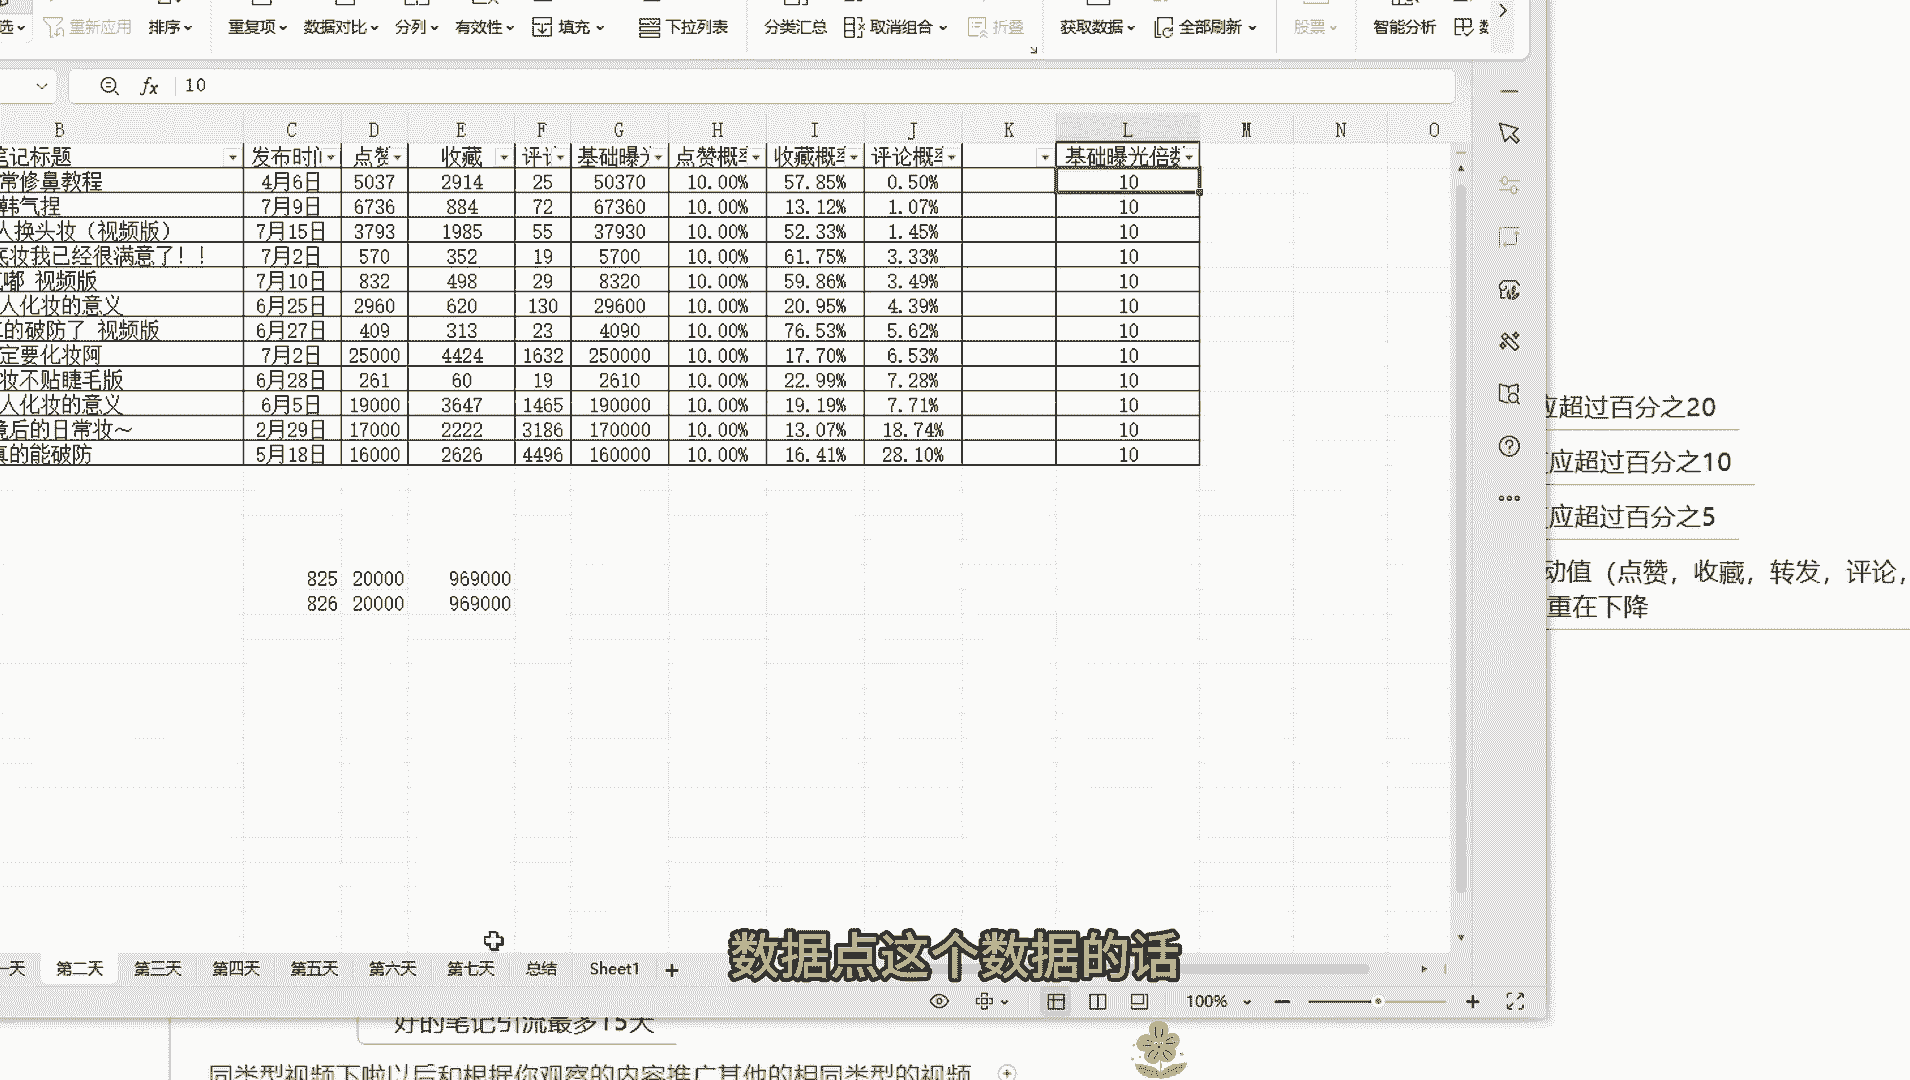 选 重新应用 排序 重复项 数据对比 分列 有效性 填充 下拉列表 分类汇总 取消组合 折叠 获取数据 全部刷新 股票 智能分析
fx 10
B C D E F G H I J K L M N O
笔记标题 发布时间 点赞 收藏 评论 基础曝光 点赞概率 收藏概率 评论概率 基础曝光倍数
常修鼻教程 4月6日 5037 2914 25 50370 10.00% 57.85% 0.50% 10
韩气捏 7月9日 6736 884 72 67360 10.00% 13.12% 1.07% 10
人换头妆（视频版） 7月15日 3793 1985 55 37930 10.00% 52.33% 1.45% 10
底妆我已经很满意了！！ 7月2日 570 352 19 5700 10.00% 61.75% 3.33% 10
嘟 视频版 7月10日 832 498 29 8320 10.00% 59.86% 3.49% 10
人化妆的意义 6月25日 2960 620 130 29600 10.00% 20.95% 4.39% 10
的破防了 视频版 6月27日 409 313 23 4090 10.00% 76.53% 5.62% 10
定要化妆阿 7月2日 25000 4424 1632 250000 10.00% 17.70% 6.53% 10
妆不贴睫毛版 6月28日 261 60 19 2610 10.00% 22.99% 7.28% 10
人化妆的意义 6月5日 19000 3647 1465 190000 10.00% 19.19% 7.71% 10
境后的日常妆～ 2月29日 17000 2222 3186 170000 10.00% 13.07% 18.74% 10
真的能破防 5月18日 16000 2626 4496 160000 10.00% 16.41% 28.10% 10
825 20000 969000
826 20000 969000
应超过百分之20
应超过百分之10
应超过百分之5
动值（点赞，收藏，转发，评论，
重在下降
数据点这个数据的话
一天 第二天 第三天 第四天 第五天 第六天 第七天 总结 Sheet1 +
100%
好的笔记引流最多15天
同类型视频下啦以后和根据你观察的内容推广其他的相同类型的视频